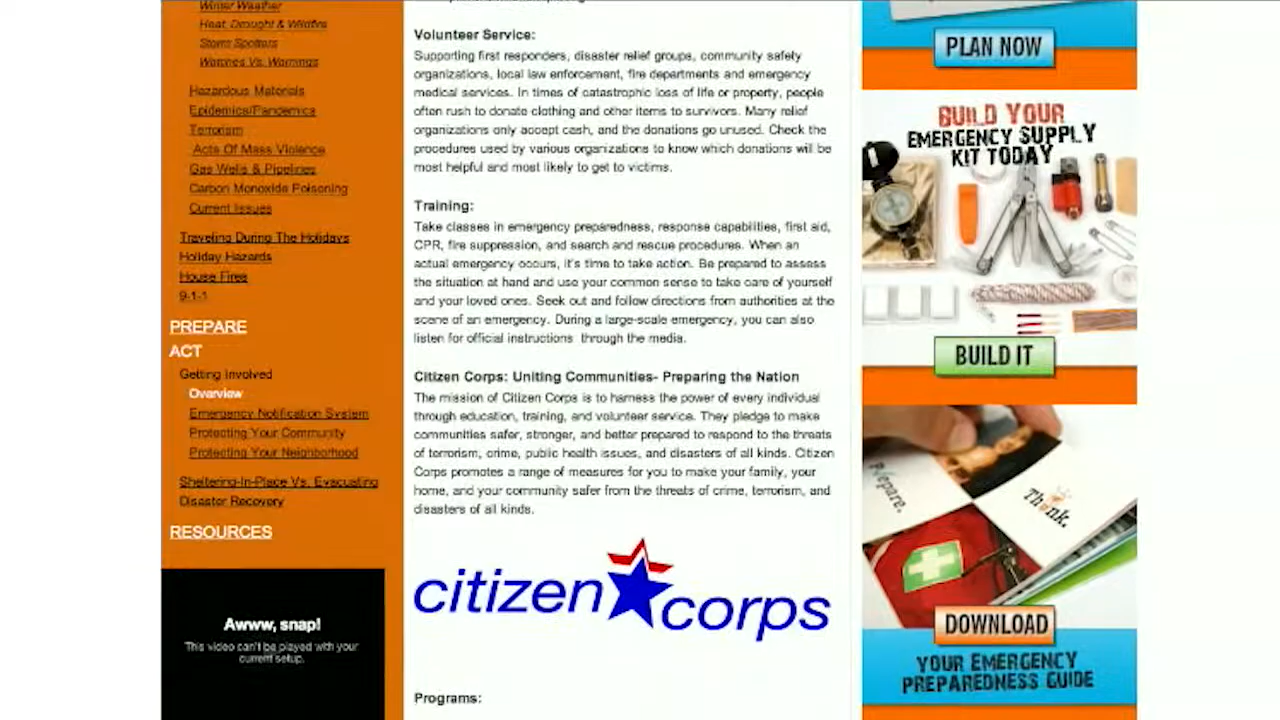 Winter Weather
Heat, Drought & Wildfire
Storm Spotters
Watches Vs. Warnings
Hazardous Materials
Epidemics/Pandemics
Terrorism
Acts Of Mass Violence
Gas Wells & Pipelines
Carbon Monoxide Poisoning
Current Issues
Traveling During The Holidays
Holiday Hazards
House Fires
9-1-1
PREPARE
ACT
Getting Involved
Overview
Emergency Notification System
Protecting Your Community
Protecting Your Neighborhood
Sheltering-In-Place Vs. Evacuating
Disaster Recovery
RESOURCES
Awww, snap!
This video can't be played with your
current setup.
Volunteer Service:
Supporting first responders, disaster relief groups, community safety
organizations, local law enforcement, fire departments and emergency
medical services. In times of catastrophic loss of life or property, people
often rush to donate clothing and other items to survivors. Many relief
organizations only accept cash, and the donations go unused. Check the
procedures used by various organizations to know which donations will be
most helpful and most likely to get to victims.
Training:
Take classes in emergency preparedness, response capabilities, first aid,
CPR, fire suppression, and search and rescue procedures. When an
actual emergency occurs, it's time to take action. Be prepared to assess
the situation at hand and use your common sense to take care of yourself
and your loved ones. Seek out and follow directions from authorities at the
scene of an emergency. During a large-scale emergency, you can also
listen for official instructions through the media.
Citizen Corps: Uniting Communities- Preparing the Nation
The mission of Citizen Corps is to harness the power of every individual
through education, training, and volunteer service. They pledge to make
communities safer, stronger, and better prepared to respond to the threats
of terrorism, crime, public health issues, and disasters of all kinds. Citizen
Corps promotes a range of measures for you to make your family, your
home, and your community safer from the threats of crime, terrorism, and
disasters of all kinds.
citizen corps
Programs:
PLAN NOW
BUILD YOUR
EMERGENCY SUPPLY
KIT TODAY
BUILD IT
Prepare.
Think.
DOWNLOAD
YOUR EMERGENCY
PREPAREDNESS GUIDE